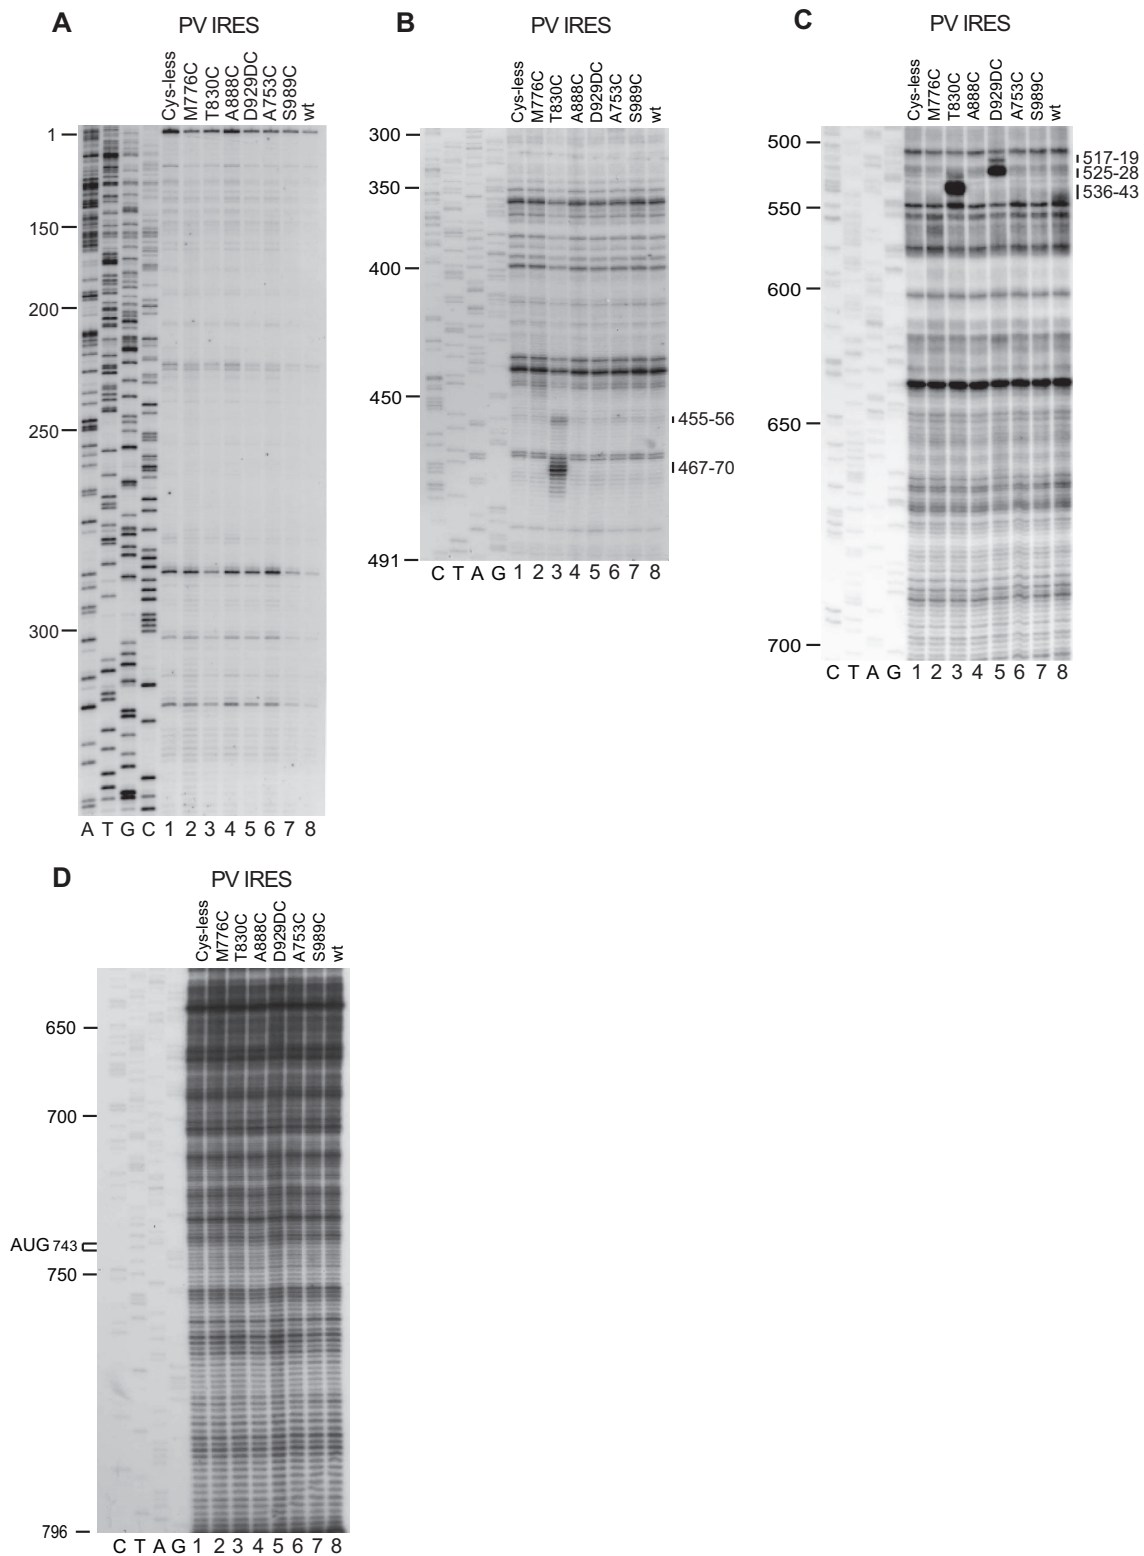 A
PV IRES
Cys-less
M776C
T830C
A888C
D929DC
A753C
S989C
wt
1
150
200
250
300
A T G C 1 2 3 4 5 6 7 8
B
PV IRES
Cys-less
M776C
T830C
A888C
D929DC
A753C
S989C
wt
300
350
400
450
491
455-56
467-70
C T A G 1 2 3 4 5 6 7 8
C
PV IRES
Cys-less
M776C
T830C
A888C
D929DC
A753C
S989C
wt
500
550
600
650
700
517-19
525-28
536-43
C T A G 1 2 3 4 5 6 7 8
D
PV IRES
Cys-less
M776C
T830C
A888C
D929DC
A753C
S989C
wt
650
700
AUG 743
750
796
C T A G 1 2 3 4 5 6 7 8